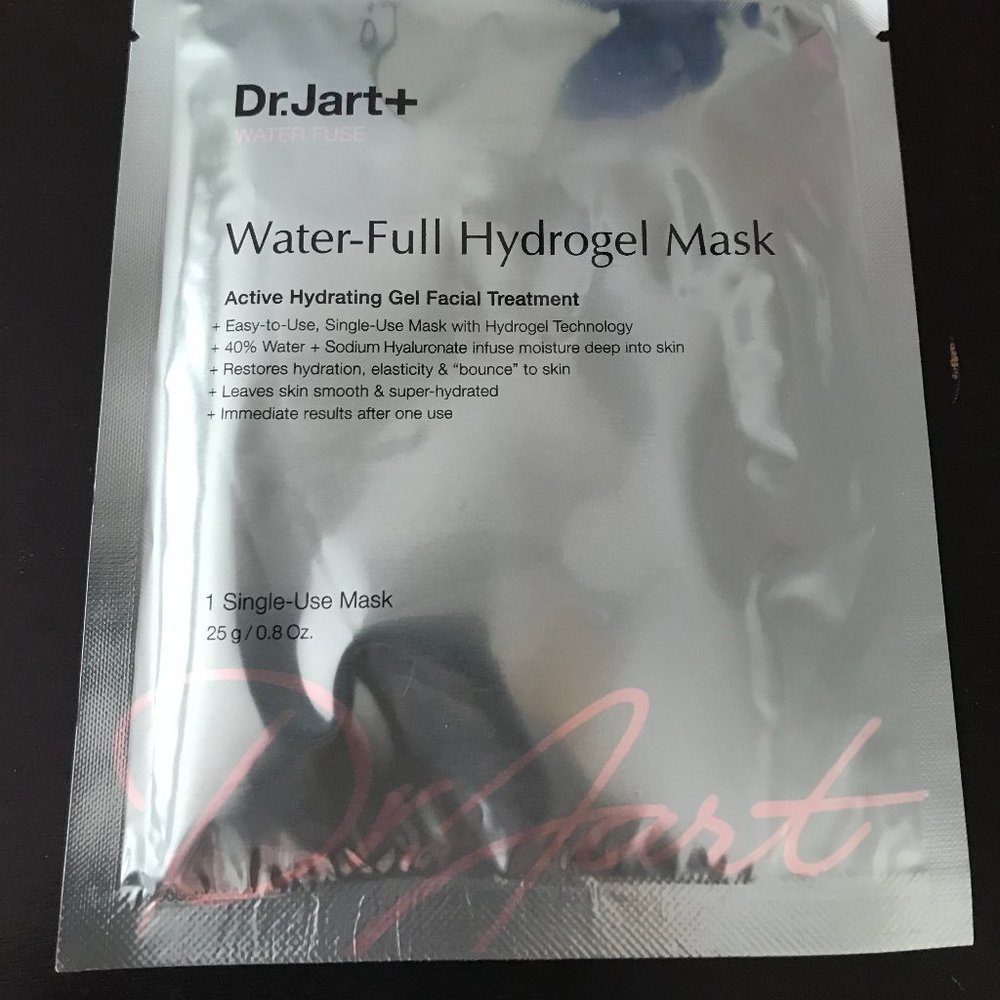 Dr.Jart+
WATER FUSE
Water-Full Hydrogel Mask
Active Hydrating Gel Facial Treatment
+ Easy-to-Use, Single-Use Mask with Hydrogel Technology
+ 40% Water + Sodium Hyaluronate infuse moisture deep into skin
+ Restores hydration, elasticity & “bounce” to skin
+ Leaves skin smooth & super-hydrated
+ Immediate results after one use
1 Single-Use Mask
25 g / 0.8 Oz.
Dr.Jart